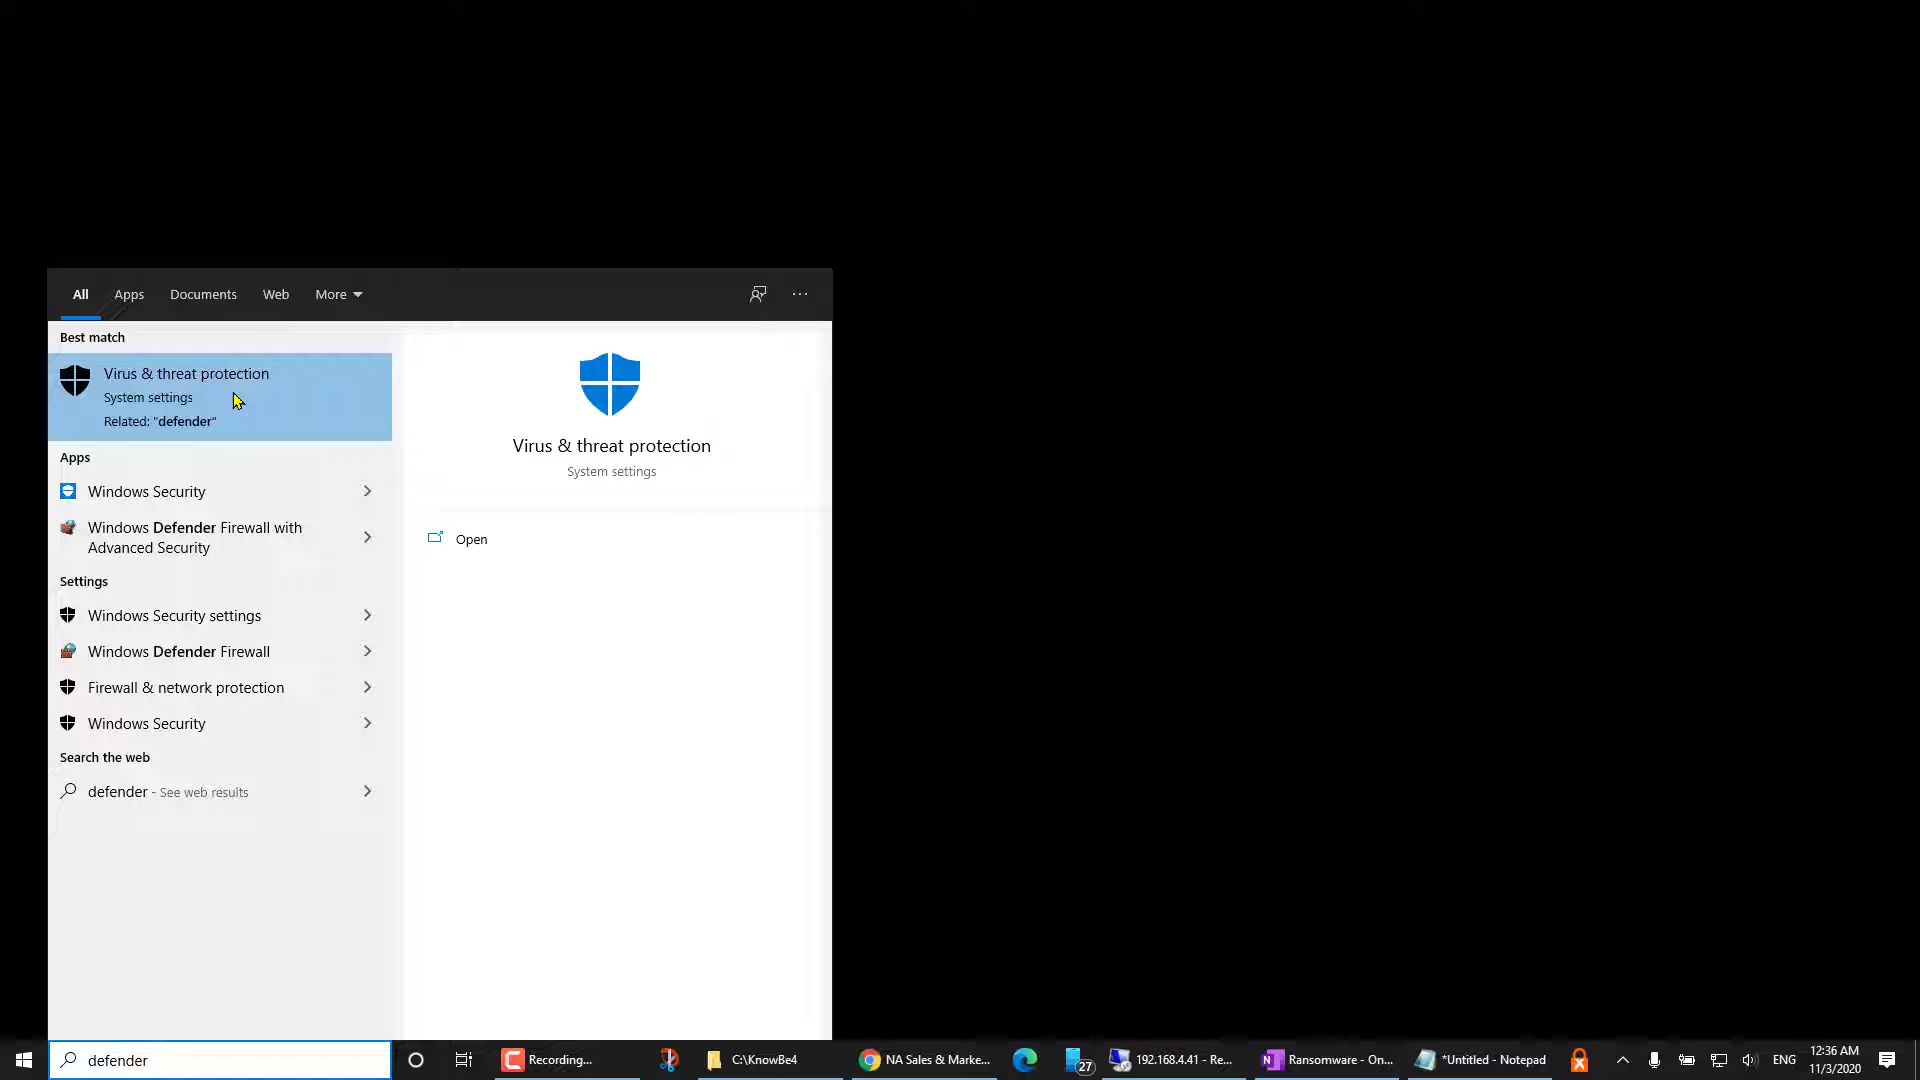 All Apps Documents Web More
Best match
Virus & threat protection
System settings
Related: "defender"
Apps
Windows Security
Windows Defender Firewall with
Advanced Security
Settings
Windows Security settings
Windows Defender Firewall
Firewall & network protection
Windows Security
Search the web
defender - See web results
Virus & threat protection
System settings
Open
defender
Recording...
C:\KnowBe4
NA Sales & Marke...
27
192.168.4.41 - Re...
Ransomware - On...
*Untitled - Notepad
ENG
12:36 AM
11/3/2020